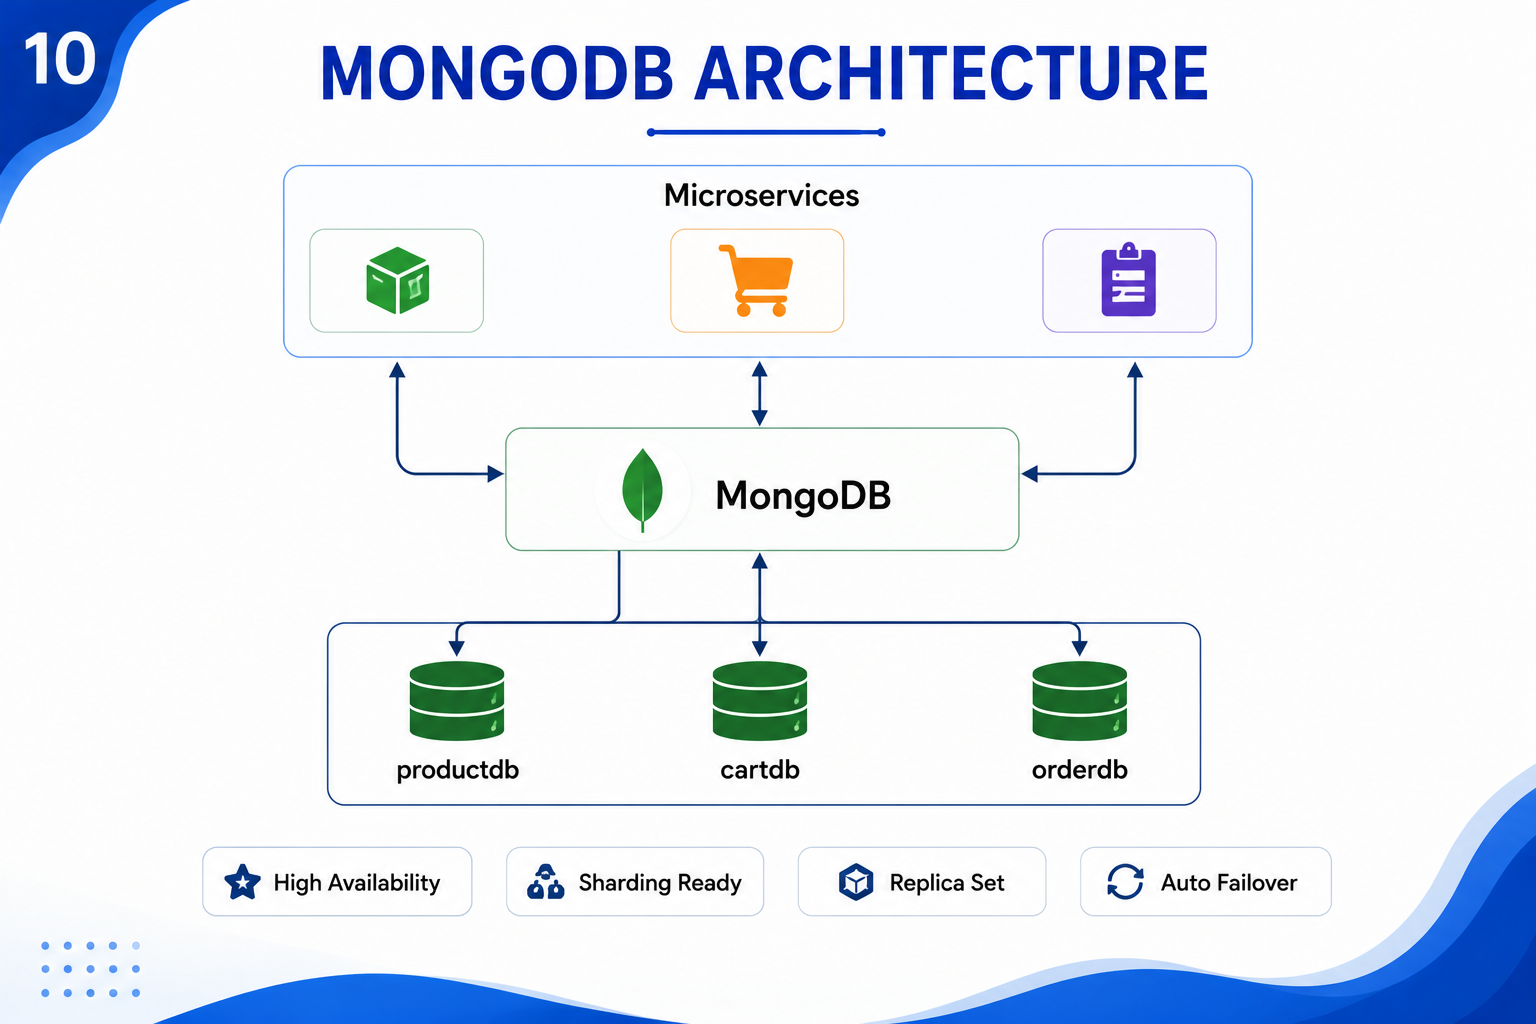 10
MONGODB ARCHITECTURE
Microservices
MongoDB
productdb
cartdb
orderdb
High Availability
Sharding Ready
Replica Set
Auto Failover